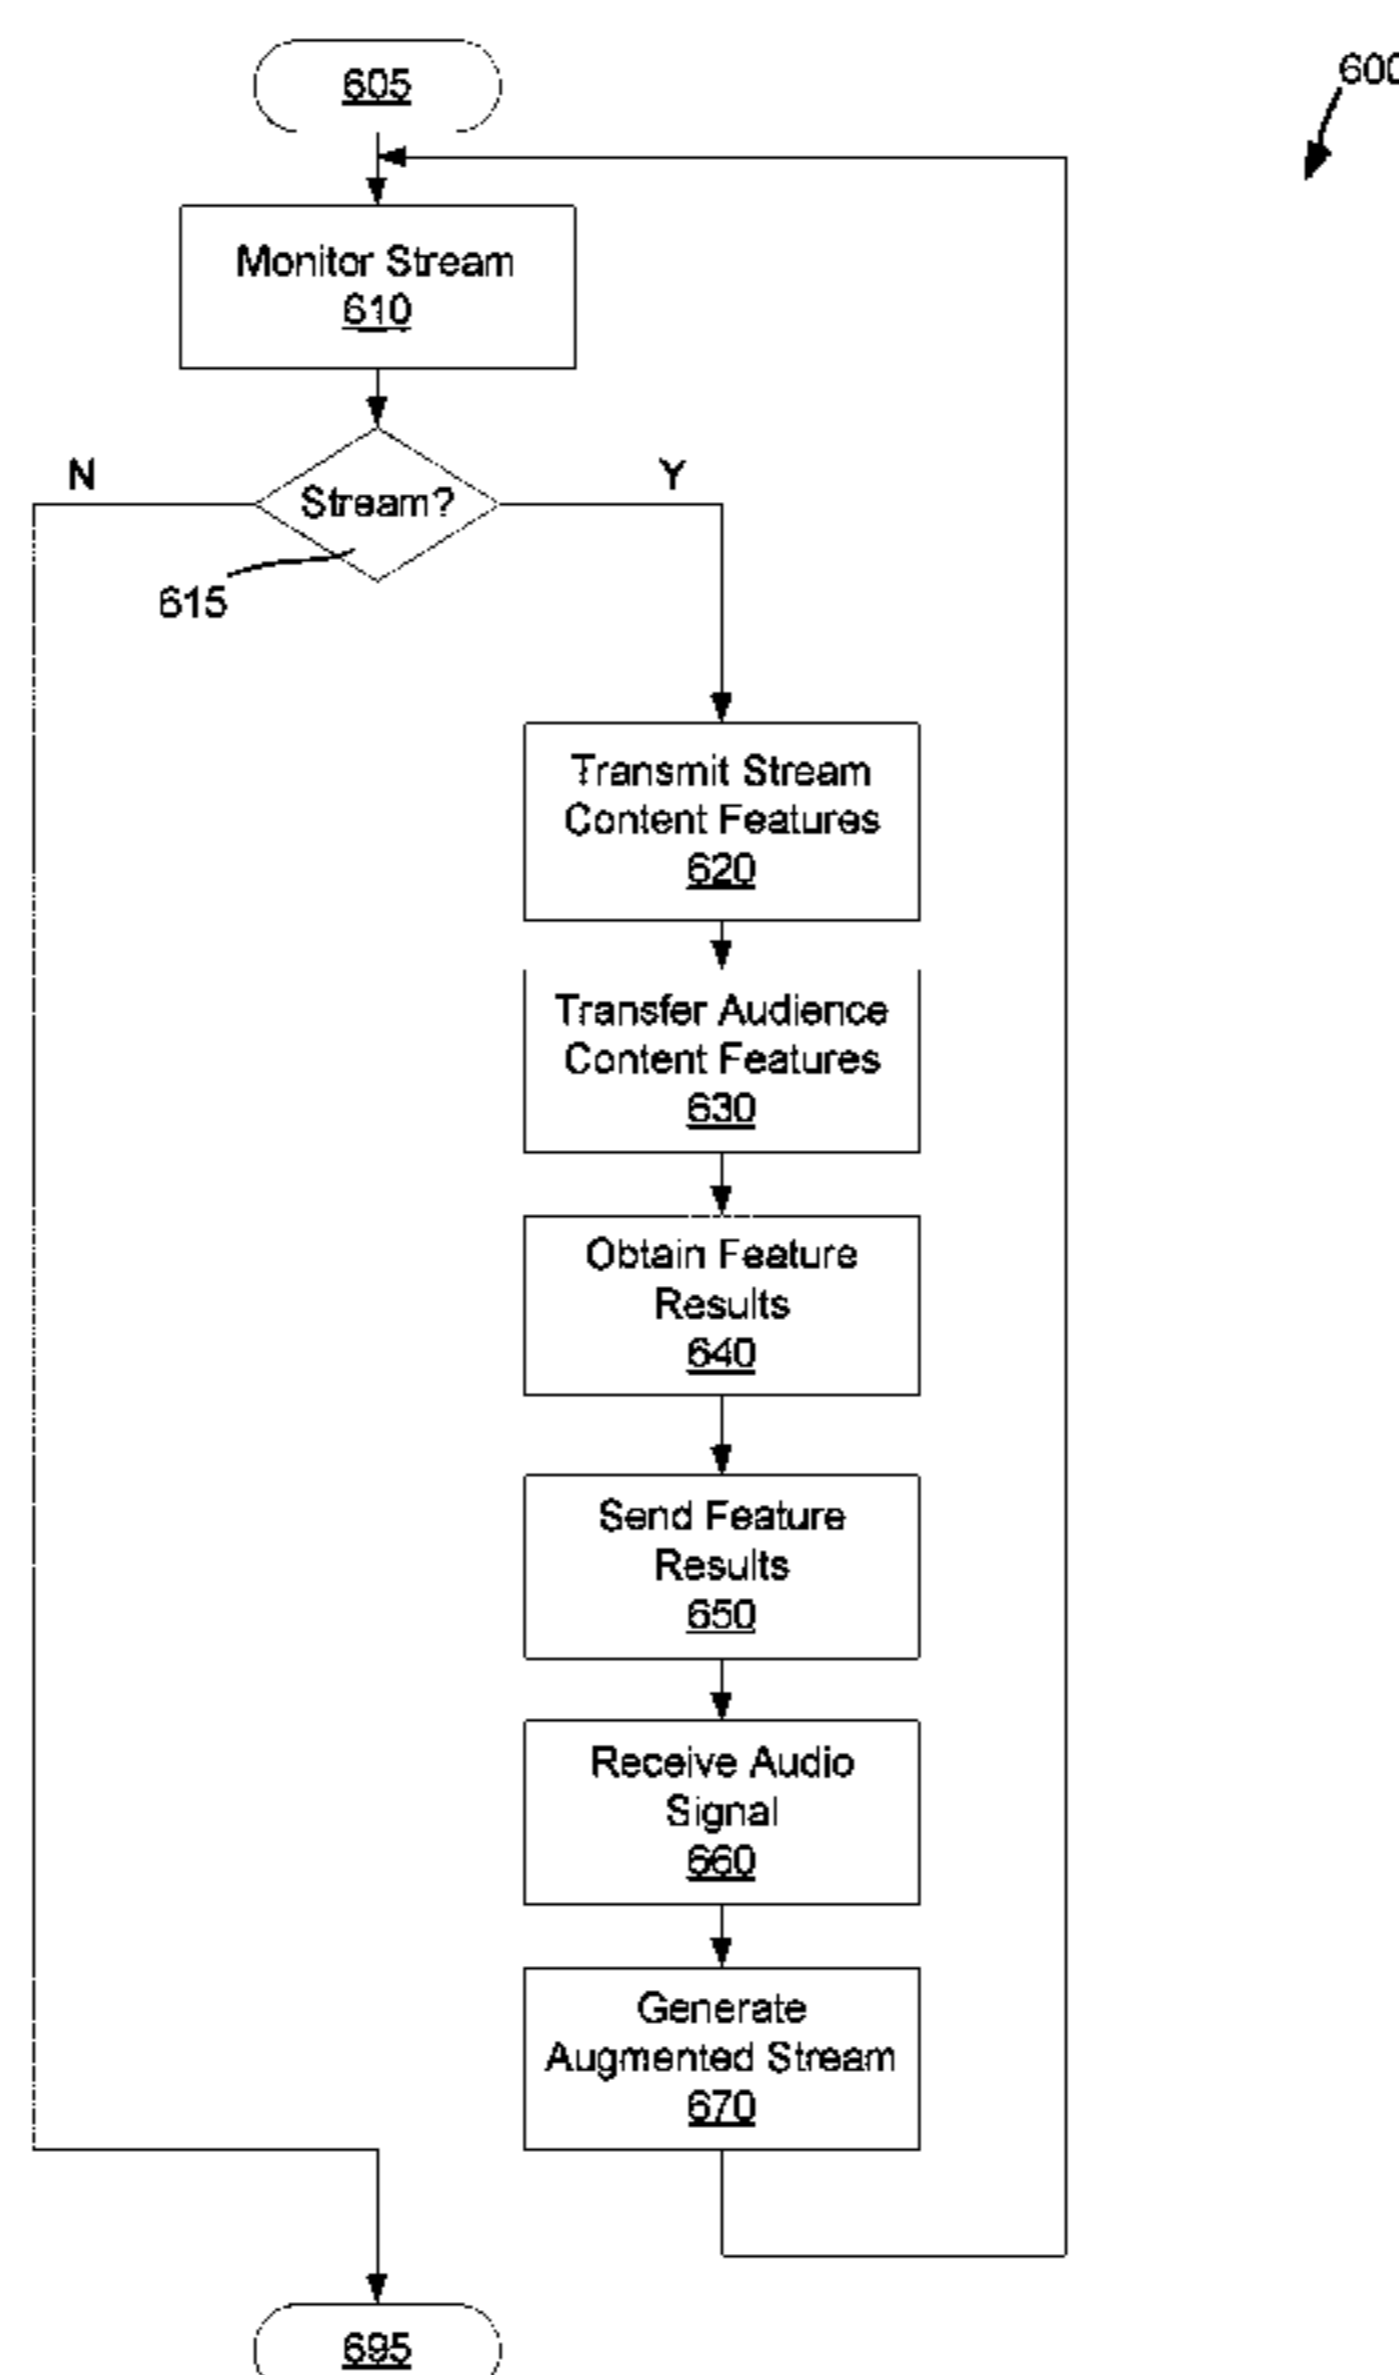 605
600
Monitor Stream
610
N
Y
Stream?
615
Transmit Stream
Content Features
620
Transfer Audience
Content Features
630
Obtain Feature
Results
640
Send Feature
Results
650
Receive Audio
Signal
660
Generate
Augmented Stream
670
695